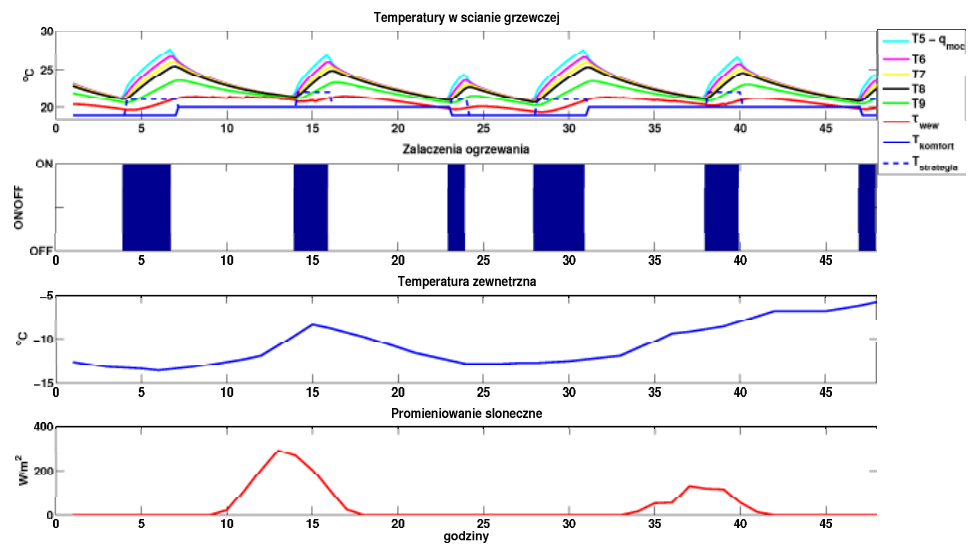 Temperatury w scianie grzewczej
30
25
20
°C
0 5 10 15 20 25 30 35 40 45
T5 - q moc
T6
T7
T8
T9
T wew
T komfort
T strategia
Zalaczenia ogrzewania
ON
OFF
ON/OFF
0 5 10 15 20 25 30 35 40 45
Temperatura zewnetrzna
-5
-10
-15
°C
0 5 10 15 20 25 30 35 40 45
Promieniowanie sloneczne
400
200
0
W/m²
0 5 10 15 20 25 30 35 40 45
godziny